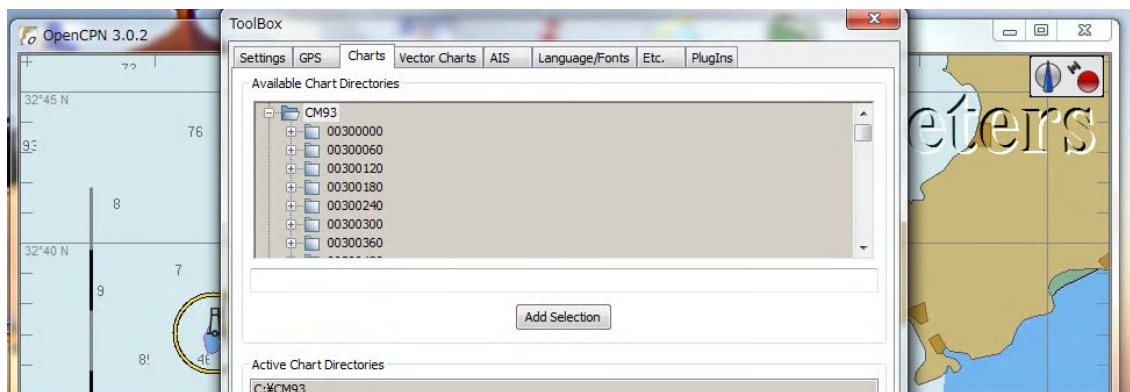 OpenCPN 3.0.2
ToolBox
Settings GPS Charts Vector Charts AIS Language/Fonts Etc. PlugIns
Available Chart Directories
CM93
00300000
00300060
00300120
00300180
00300240
00300300
00300360
Add Selection
Active Chart Directories
C:¥CM93
32°45 N
76
8
32°40 N
7
9
eters